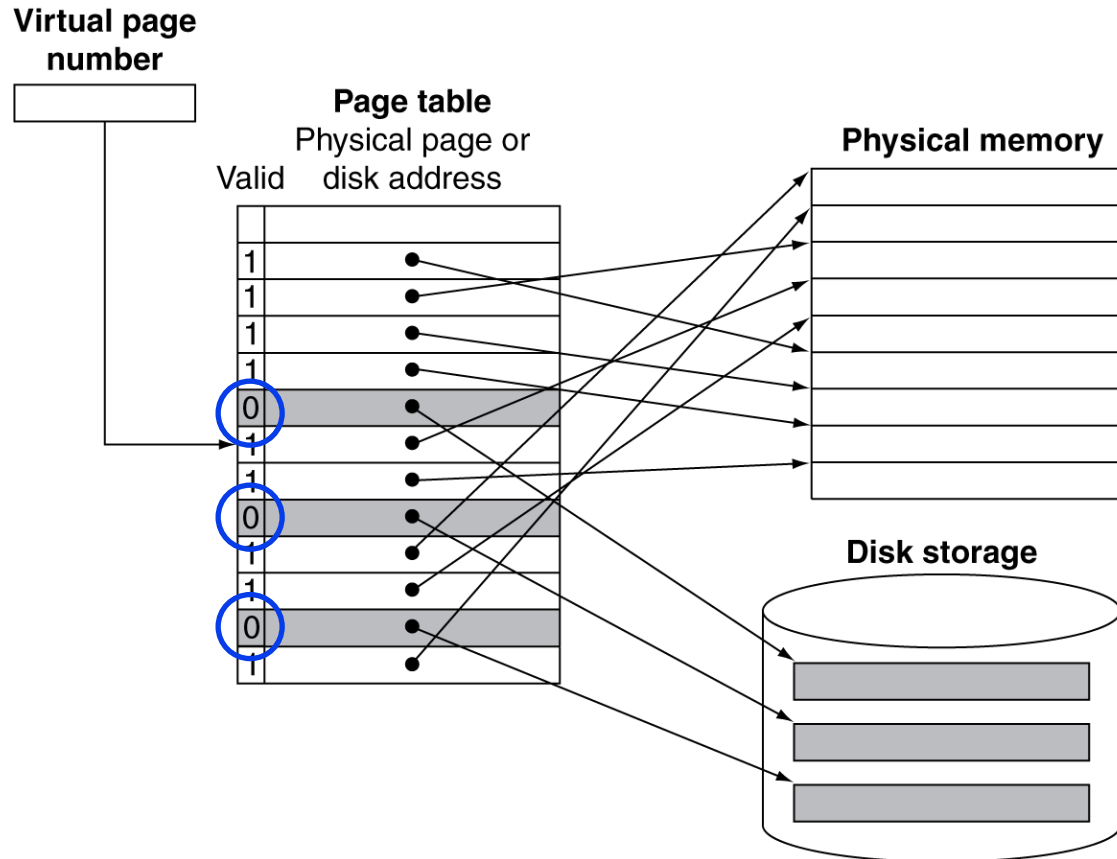 Virtual page
number
Page table
Physical page or
disk address
Valid
Physical memory
1
1
1
1
0
1
1
0
1
1
0
1
Disk storage